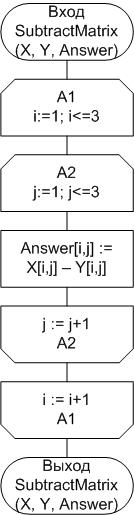 Вход
SubtractMatrix
(X, Y, Answer)
A1
i:=1; i<=3
A2
j:=1; j<=3
Answer[i,j] :=
X[i,j] – Y[i,j]
j := j+1
A2
i := i+1
A1
Выход
SubtractMatrix
(X, Y, Answer)